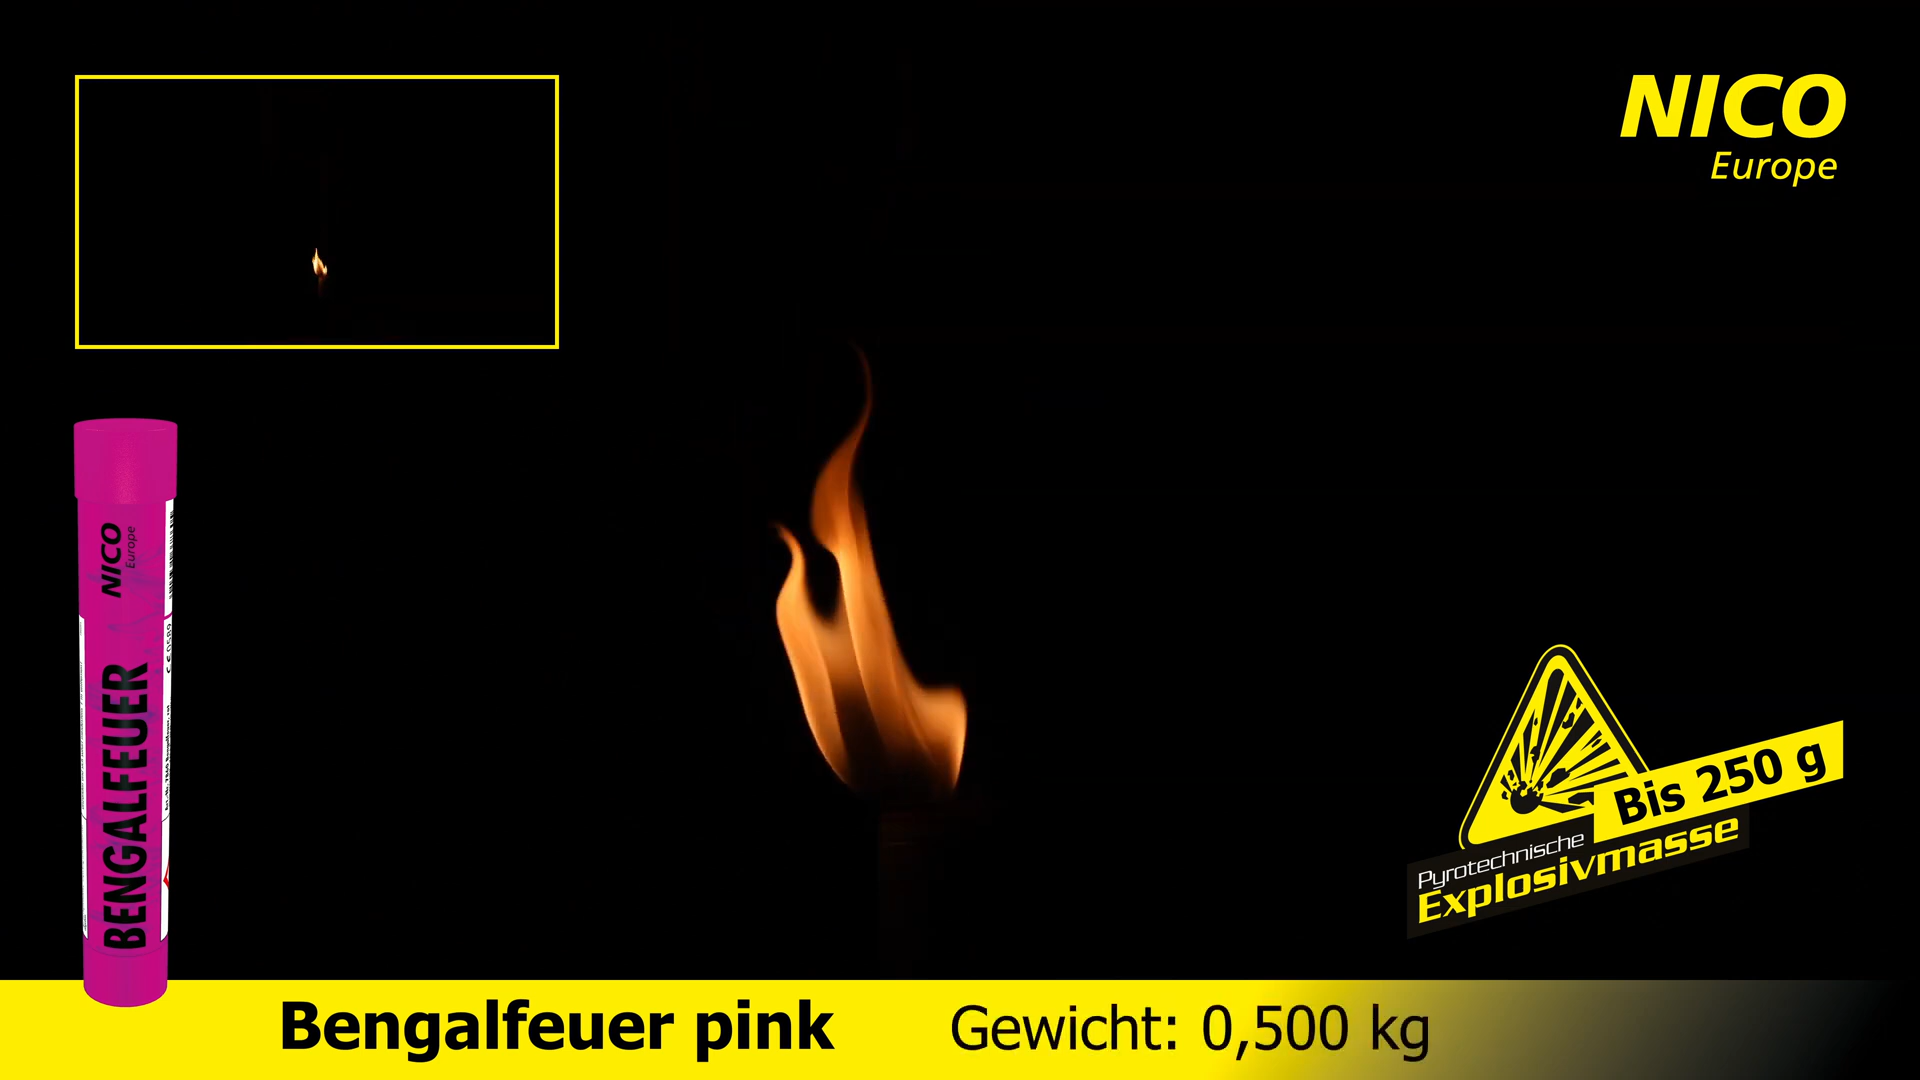 NICO
Europe
NICO
Europe
BENGALFEUER
Bis 250 g
Pyrotechnische
Explosivmasse
Bengalfeuer pink
Gewicht: 0,500 kg